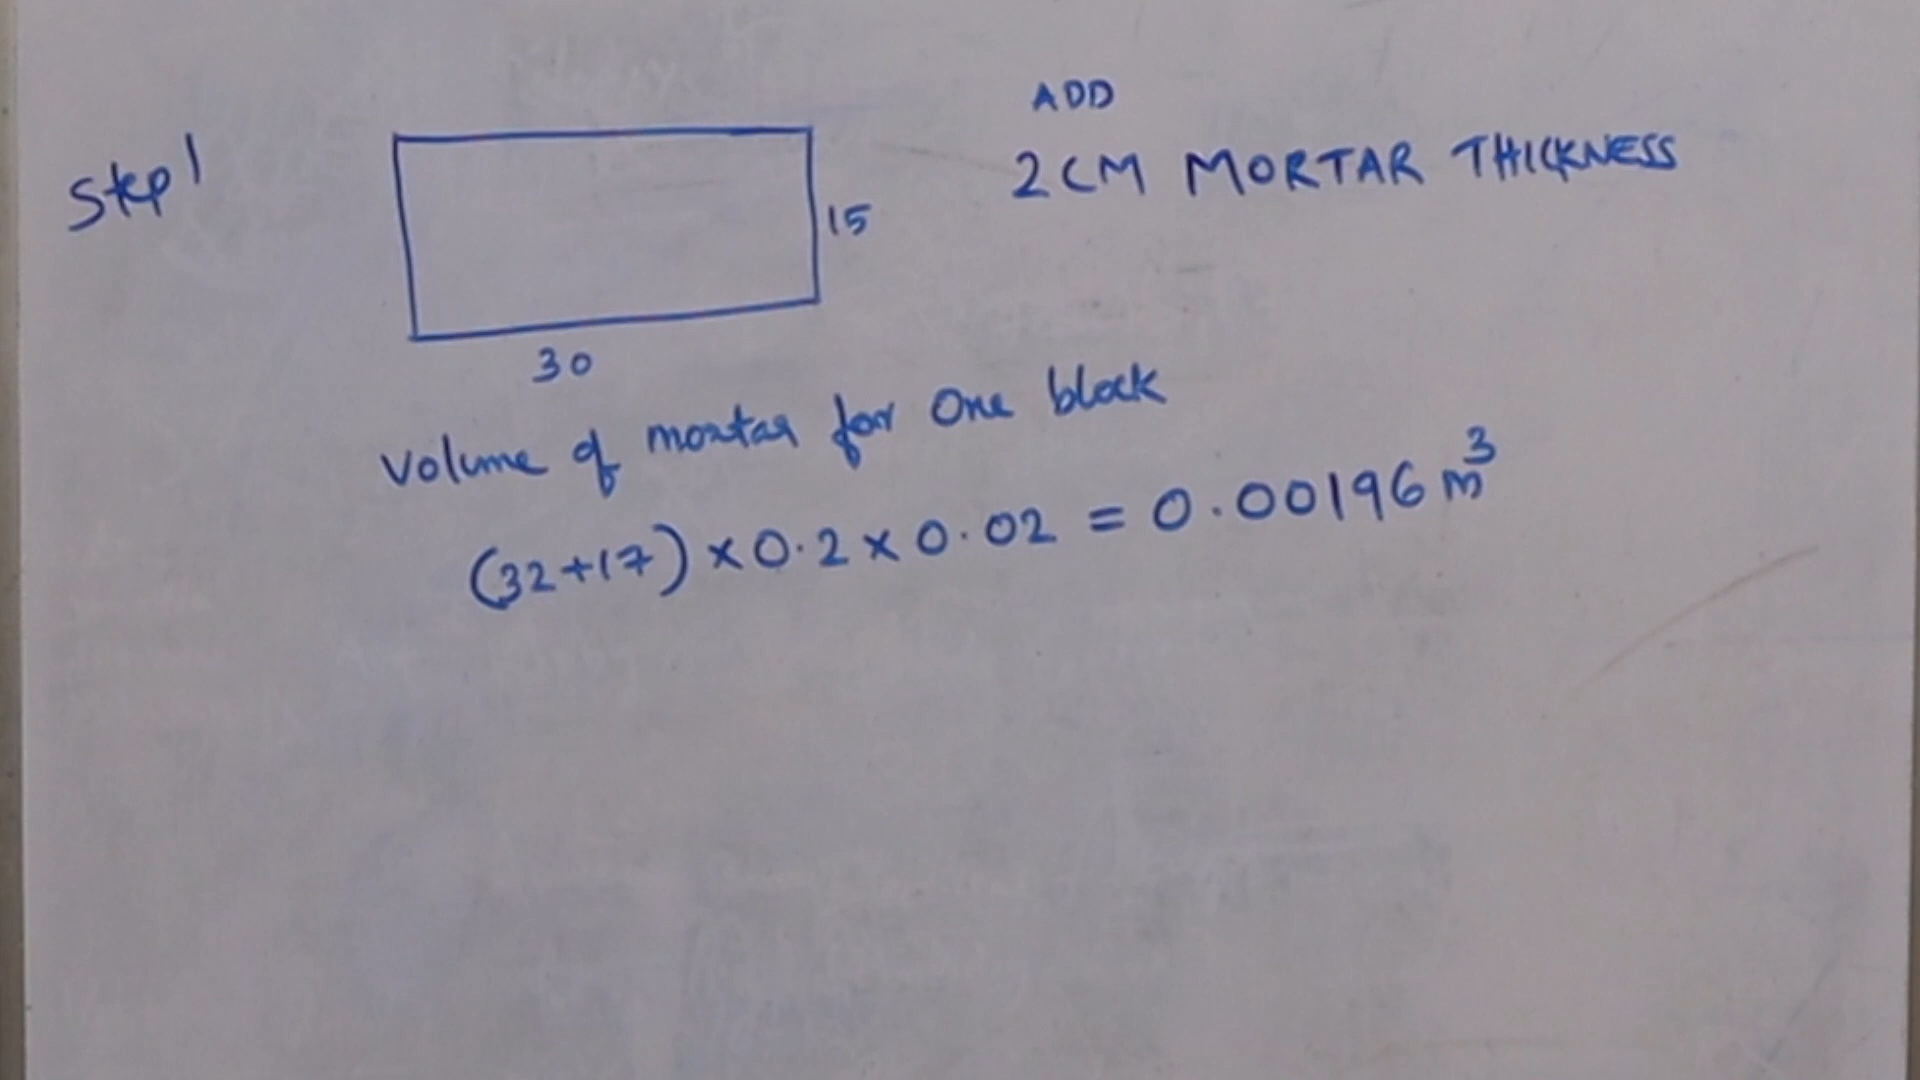 Step 1
ADD
2CM MORTAR THICKNESS
15
30
Volume of mortar for One block
(32+17) × 0.2 × 0.02 = 0.00196 m³